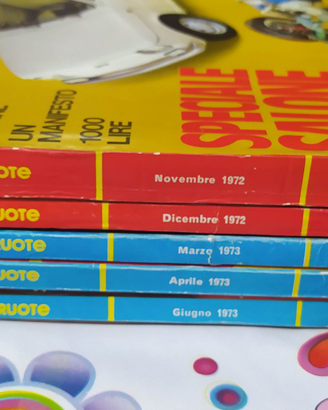 UN
MANIFESTO
1000
LIRE
SPECIALE
SALONE
Novembre 1972
UOTE
Dicembre 1972
RUOTE
Marzo 1973
UOTE
Aprile 1973
RUOTE
Giugno 1973